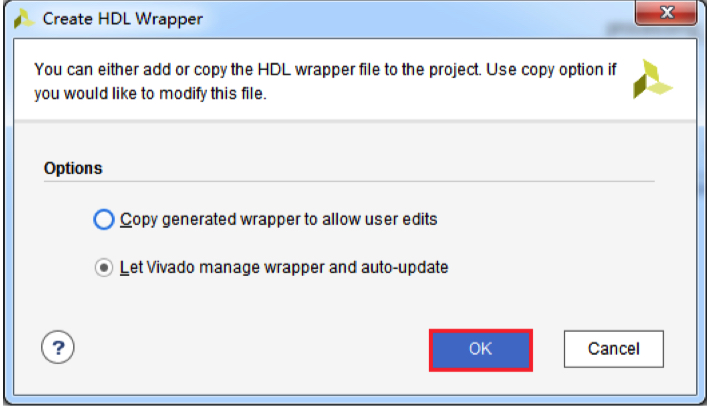 Create HDL Wrapper
You can either add or copy the HDL wrapper file to the project. Use copy option if
you would like to modify this file.
Options
Copy generated wrapper to allow user edits
Let Vivado manage wrapper and auto-update
?
OK
Cancel